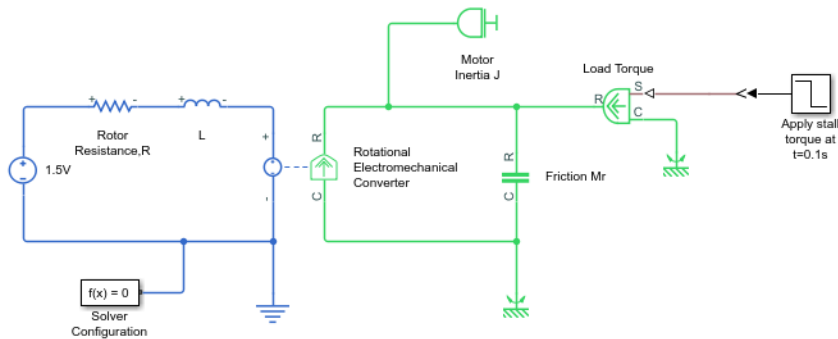 Motor
Inertia J
Load Torque
S
R
C
+
-
+
-
Rotor
Resistance,R
L
+
R
R
1.5V
Rotational
Electromechanical
Converter
Friction Mr
Apply stall
torque at
t=0.1s
-
C
C
f(x) = 0
Solver
Configuration